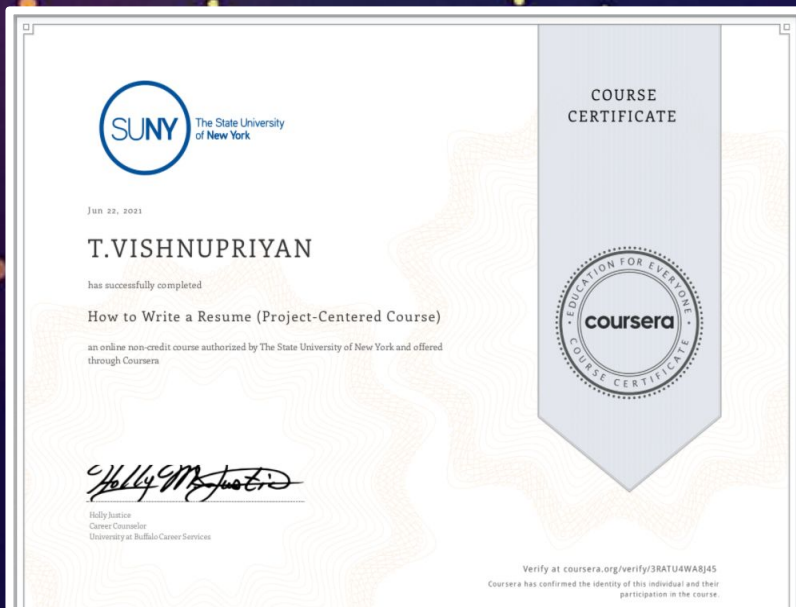 SUNY
The State University
of New York
Jun 22, 2021
T.VISHNUPRIYAN
has successfully completed
How to Write a Resume (Project-Centered Course)
an online non-credit course authorized by The State University of New York and offered
through Coursera
Holly M Justice
Holly Justice
Career Counselor
University at Buffalo Career Services
COURSE
CERTIFICATE
EDUCATION FOR EVERYONE
coursera
COURSE CERTIFICATE
Verify at coursera.org/verify/3RATU4WA8J45
Coursera has confirmed the identity of this individual and their
participation in the course.